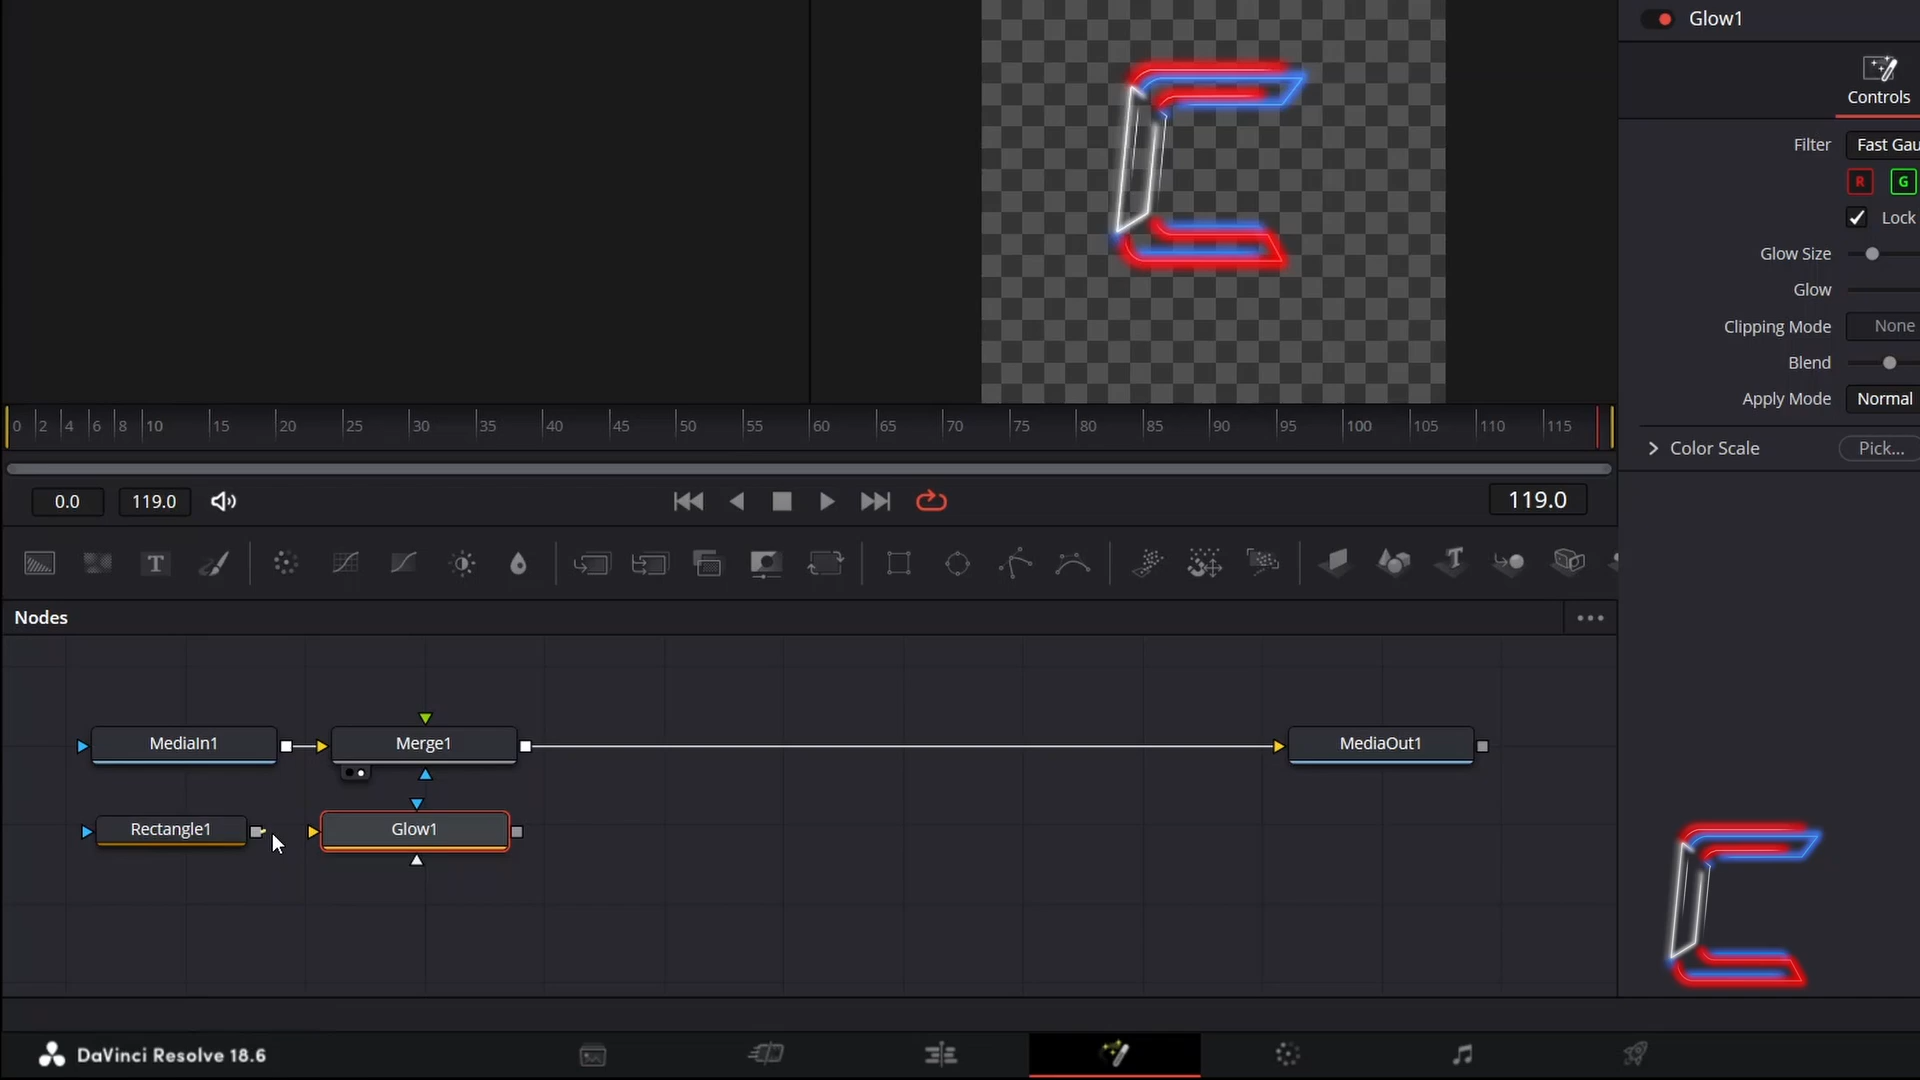 Glow1
Controls
Filter Fast Gau
R G
Lock
Glow Size
Glow
Clipping Mode None
Blend
Apply Mode Normal
Color Scale Pick...
0 2 4 6 8 10 15 20 25 30 35 40 45 50 55 60 65 70 75 80 85 90 95 100 105 110 115
0.0 119.0 119.0
T
Nodes
MediaIn1 Merge1 MediaOut1
Rectangle1 Glow1
DaVinci Resolve 18.6